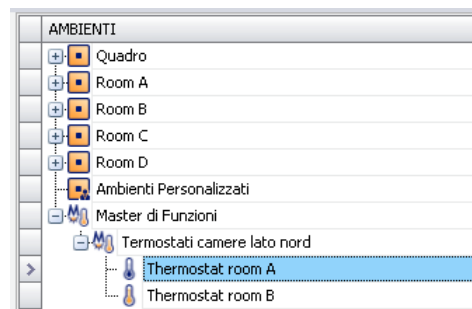 AMBIENTI
Quadro
Room A
Room B
Room C
Room D
Ambienti Personalizzati
Master di Funzioni
Termostati camere lato nord
Thermostat room A
Thermostat room B